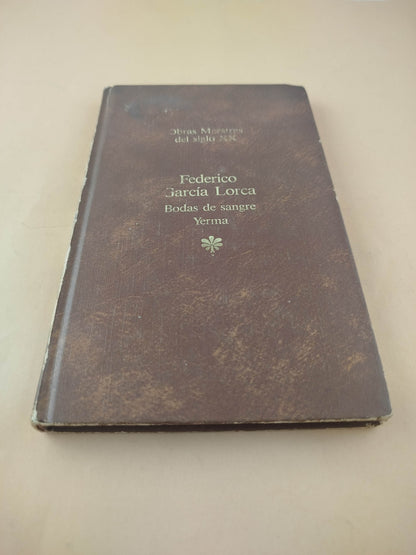 Obras Maestras
del siglo XX
Federico
García Lorca
Bodas de sangre
Yerma